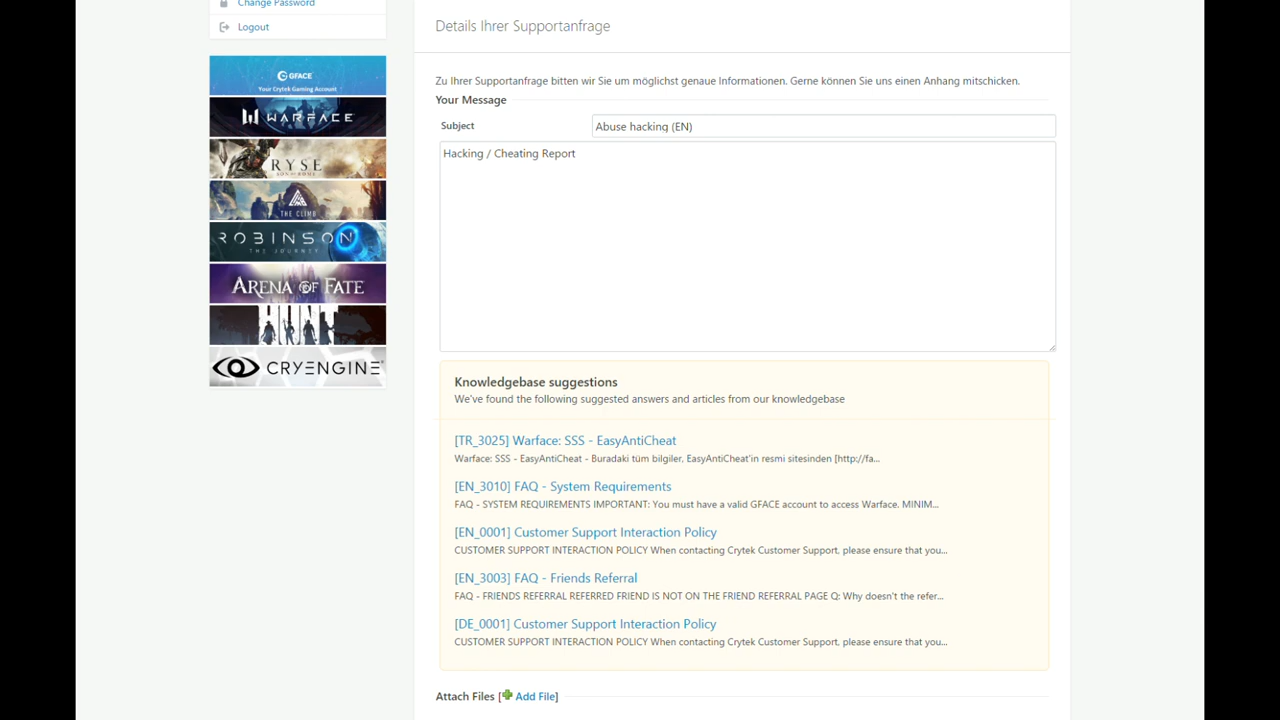 Change Password
Logout
GFACE
Your Crytek Gaming Account
WARFACE
RYSE
SON OF ROME
THE CLIMB
ROBINSON
THE JOURNEY
ARENA OF FATE
HUNT
CRYENGINE
Details Ihrer Supportanfrage
Zu Ihrer Supportanfrage bitten wir Sie um möglichst genaue Informationen. Gerne können Sie uns einen Anhang mitschicken.
Your Message
Subject
Abuse hacking (EN)
Hacking / Cheating Report
Knowledgebase suggestions
We've found the following suggested answers and articles from our knowledgebase
[TR_3025] Warface: SSS - EasyAntiCheat
Warface: SSS - EasyAntiCheat - Buradaki tüm bilgiler, EasyAntiCheat'in resmi sitesinden [http://fa...
[EN_3010] FAQ - System Requirements
FAQ - SYSTEM REQUIREMENTS IMPORTANT: You must have a valid GFACE account to access Warface. MINIM...
[EN_0001] Customer Support Interaction Policy
CUSTOMER SUPPORT INTERACTION POLICY When contacting Crytek Customer Support, please ensure that you...
[EN_3003] FAQ - Friends Referral
FAQ - FRIENDS REFERRAL REFERRED FRIEND IS NOT ON THE FRIEND REFERRAL PAGE Q: Why doesn't the refer...
[DE_0001] Customer Support Interaction Policy
CUSTOMER SUPPORT INTERACTION POLICY When contacting Crytek Customer Support, please ensure that you...
Attach Files [Add File]